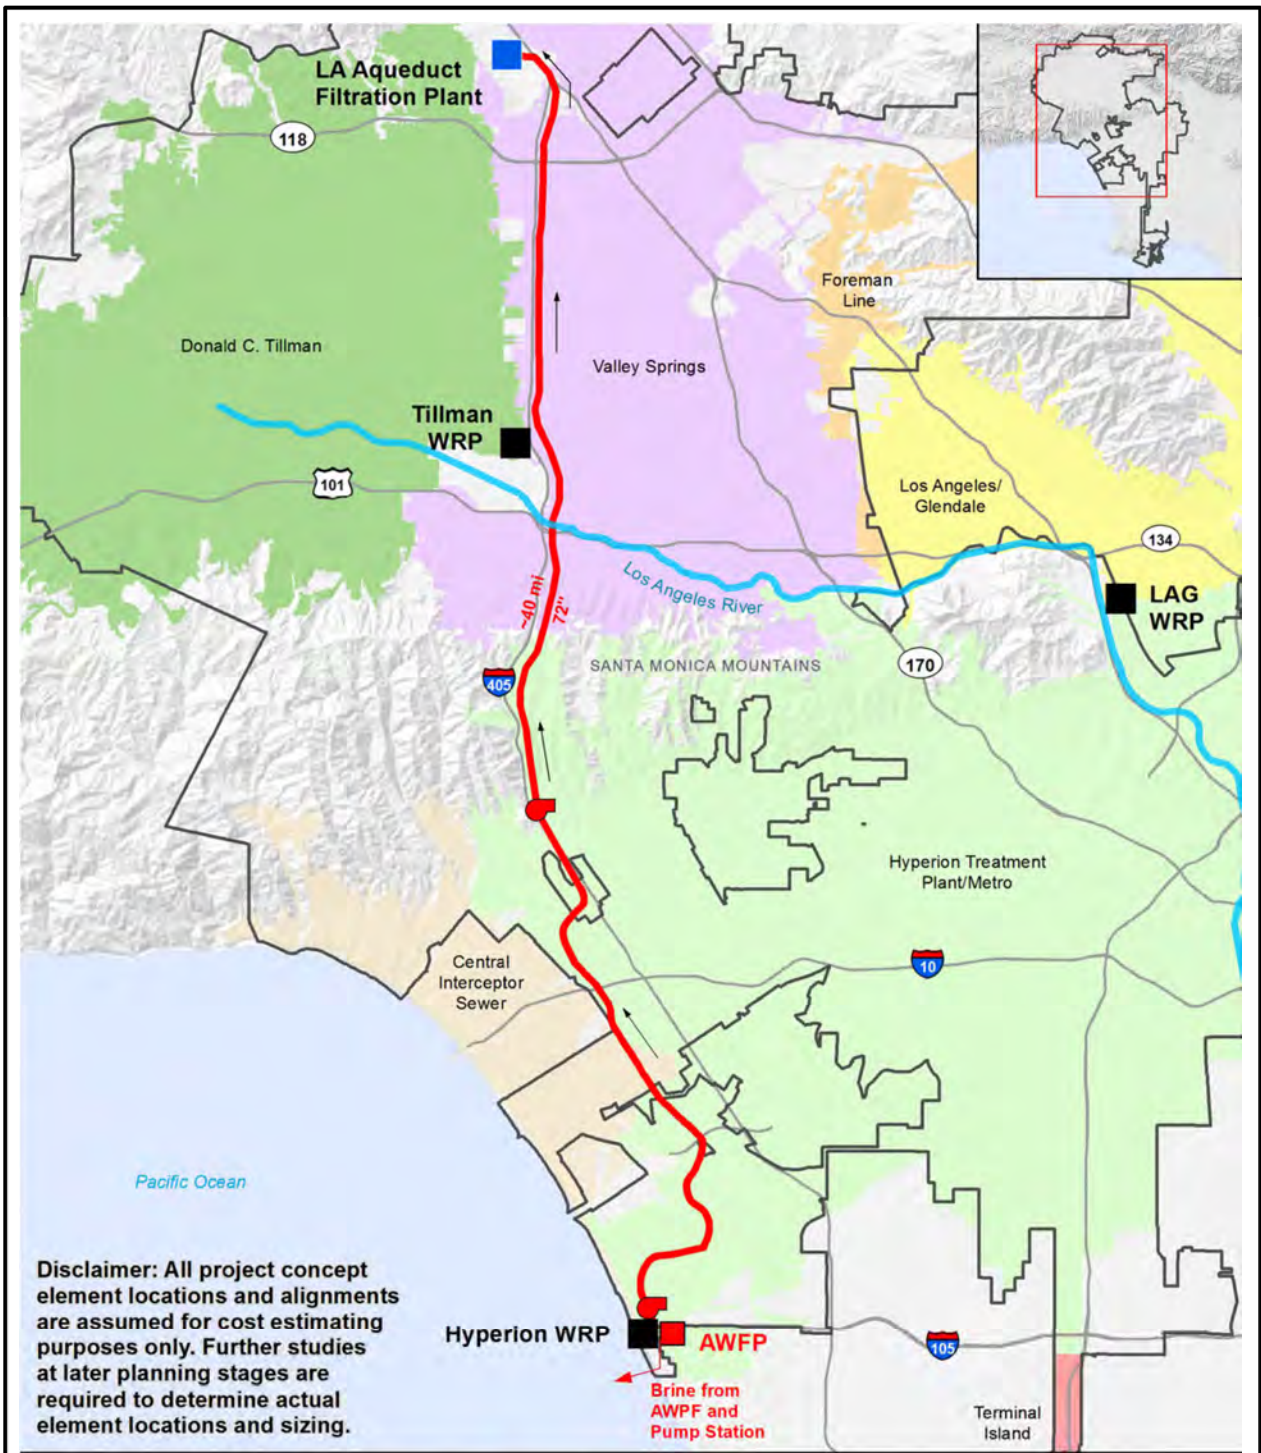 LA Aqueduct
Filtration Plant
118
Foreman
Line
Donald C. Tillman
Valley Springs
Tillman
WRP
101
Los Angeles/
Glendale
134
~40 mi
72"
Los Angeles River
LAG
WRP
SANTA MONICA MOUNTAINS
170
405
Hyperion Treatment
Plant/Metro
Central
Interceptor
Sewer
10
Pacific Ocean
Disclaimer: All project concept
element locations and alignments
are assumed for cost estimating
purposes only. Further studies
at later planning stages are
required to determine actual
element locations and sizing.
Hyperion WRP
AWFP
105
Brine from
AWPF and
Pump Station
Terminal
Island